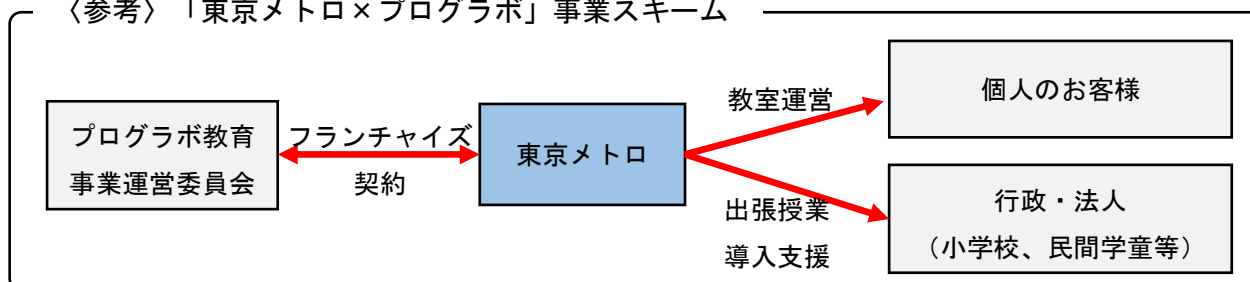 〈参考〉「東京メトロ×プログラボ」事業スキーム
プログラボ教育
事業運営委員会
フランチャイズ
契約
東京メトロ
教室運営
出張授業
導入支援
個人のお客様
行政・法人
（小学校、民間学童等）